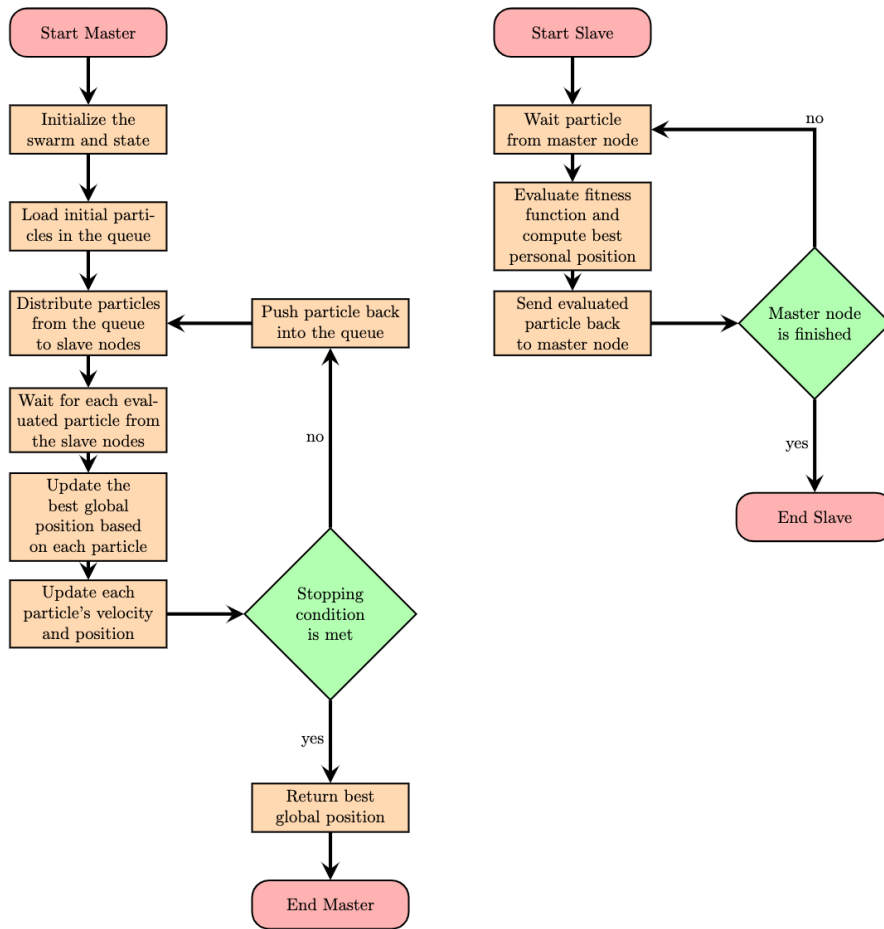 Start Master
Initialize the
swarm and state
Load initial parti-
cles in the queue
Distribute particles
from the queue
to slave nodes
Push particle back
into the queue
Wait for each eval-
uated particle from
the slave nodes
no
Update the
best global
position based
on each particle
Update each
particle's velocity
and position
Stopping
condition
is met
yes
Return best
global position
End Master
Start Slave
Wait particle
from master node
no
Evaluate fitness
function and
compute best
personal position
Send evaluated
particle back
to master node
Master node
is finished
yes
End Slave